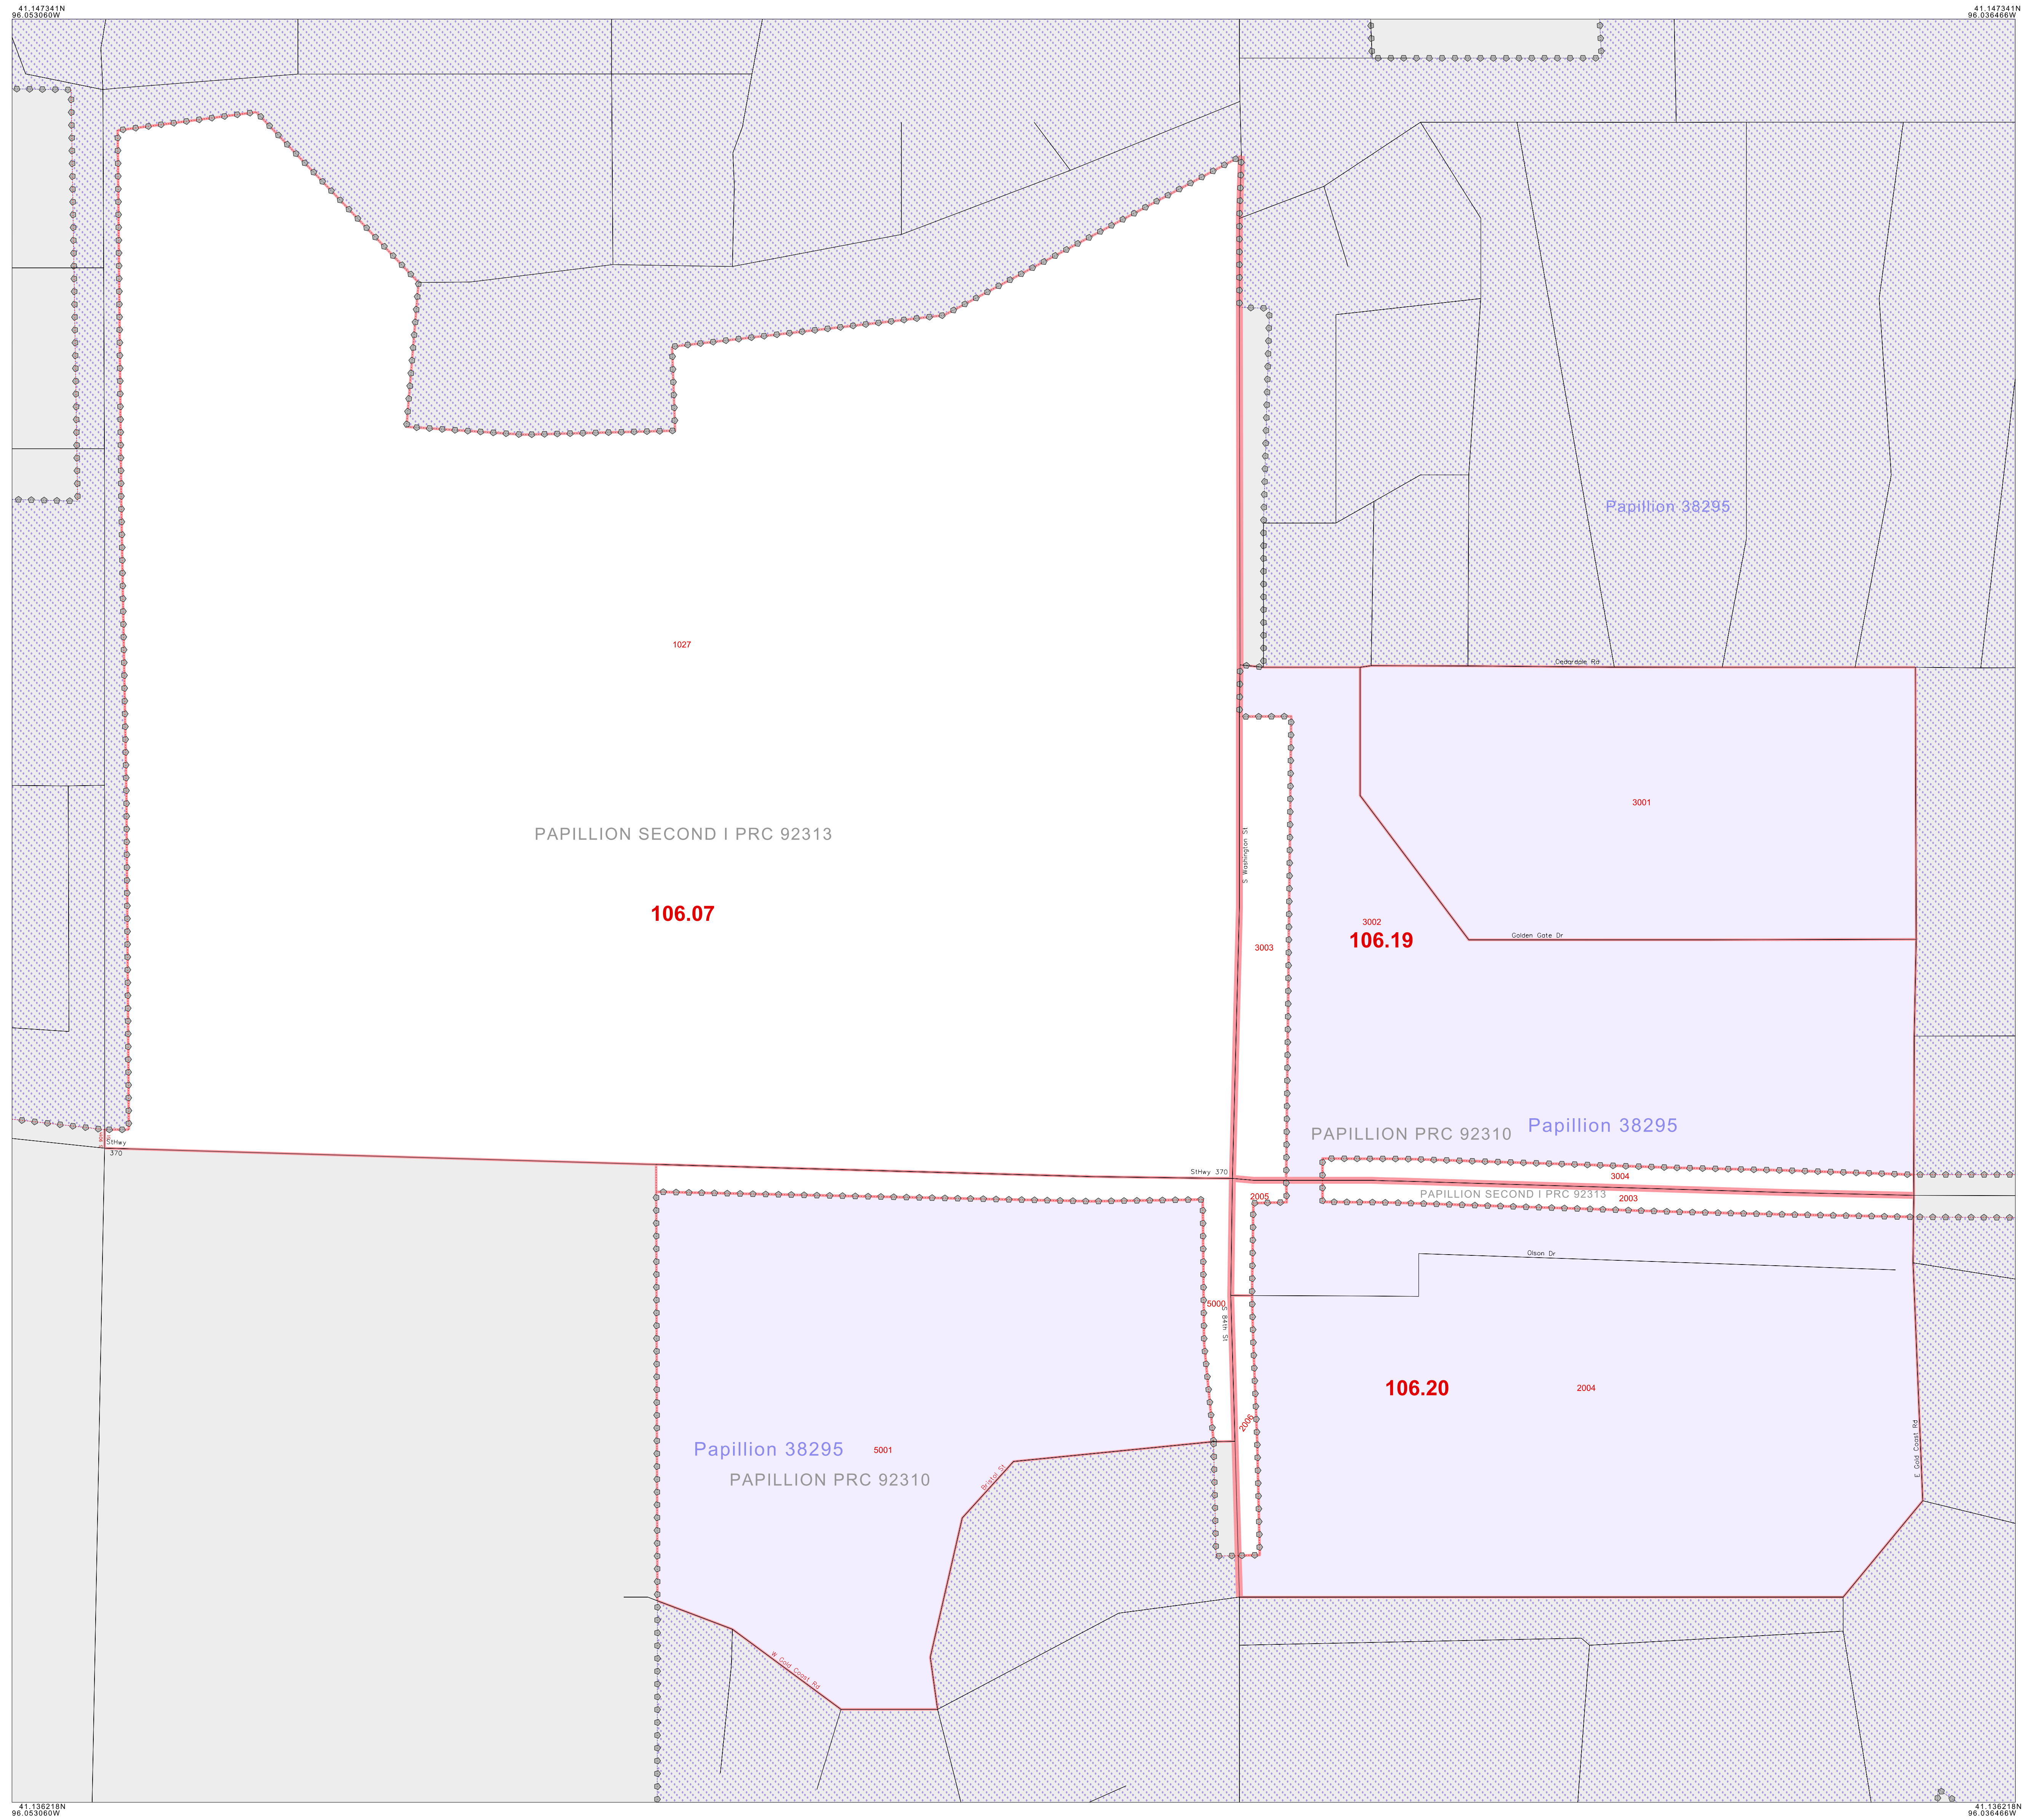 41.147341N
96.053060W
41.147341N
96.036466W
Papillion 38295
1027
Cedardale Rd
3001
PAPILLION SECOND I PRC 92313
S Washington St
106.07
3002
Golden Gate Dr
106.19
3003
Papillion 38295
PAPILLION PRC 92310
StHwy
370
StHwy 370
3004
PAPILLION SECOND I PRC 92313
2005
2003
Olson Dr
5000
S 84th St
106.20
2004
2006
E Gold Coast Rd
Papillion 38295
5001
PAPILLION PRC 92310
Bristol St
W Gold Coast Rd
41.136218N
96.053060W
41.136218N
96.036466W